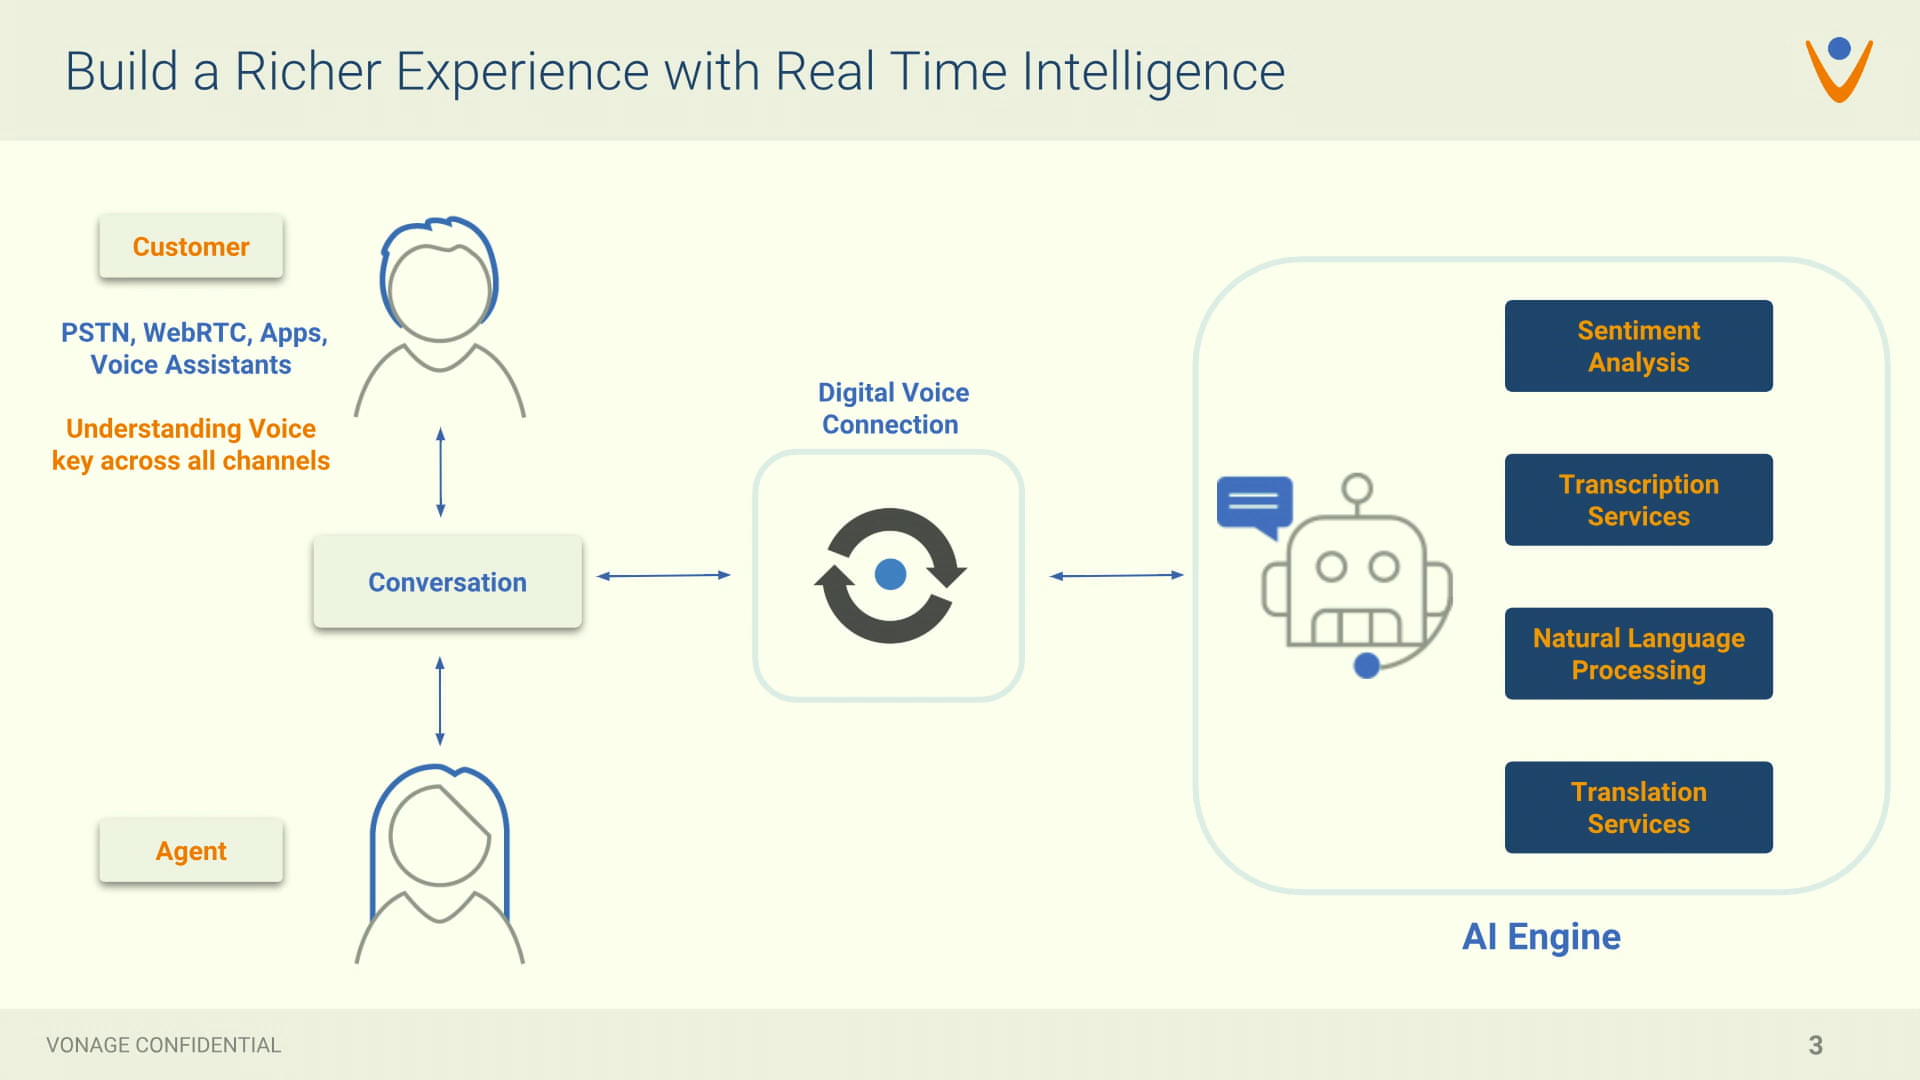 Build a Richer Experience with Real Time Intelligence
Customer
PSTN, WebRTC, Apps,
Voice Assistants
Understanding Voice
key across all channels
Conversation
Agent
Digital Voice
Connection
Sentiment
Analysis
Transcription
Services
Natural Language
Processing
Translation
Services
AI Engine
VONAGE CONFIDENTIAL
3